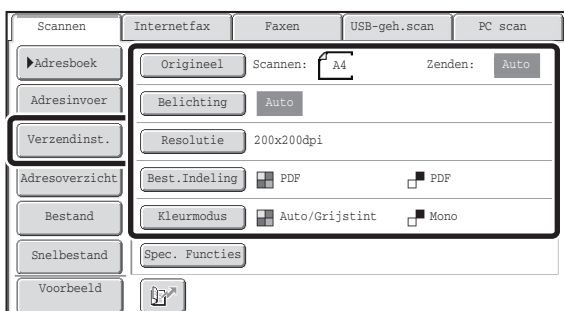 Scannen Internetfax Faxen USB-geh.scan PC scan
Adresboek Origineel Scannen: A4 Zenden: Auto
Adresinvoer Belichting Auto
Verzendinst. Resolutie 200x200dpi
Adresoverzicht Best.Indeling PDF PDF
Bestand Kleurmodus Auto/Grijstint Mono
Snelbestand Spec. Functies
Voorbeeld